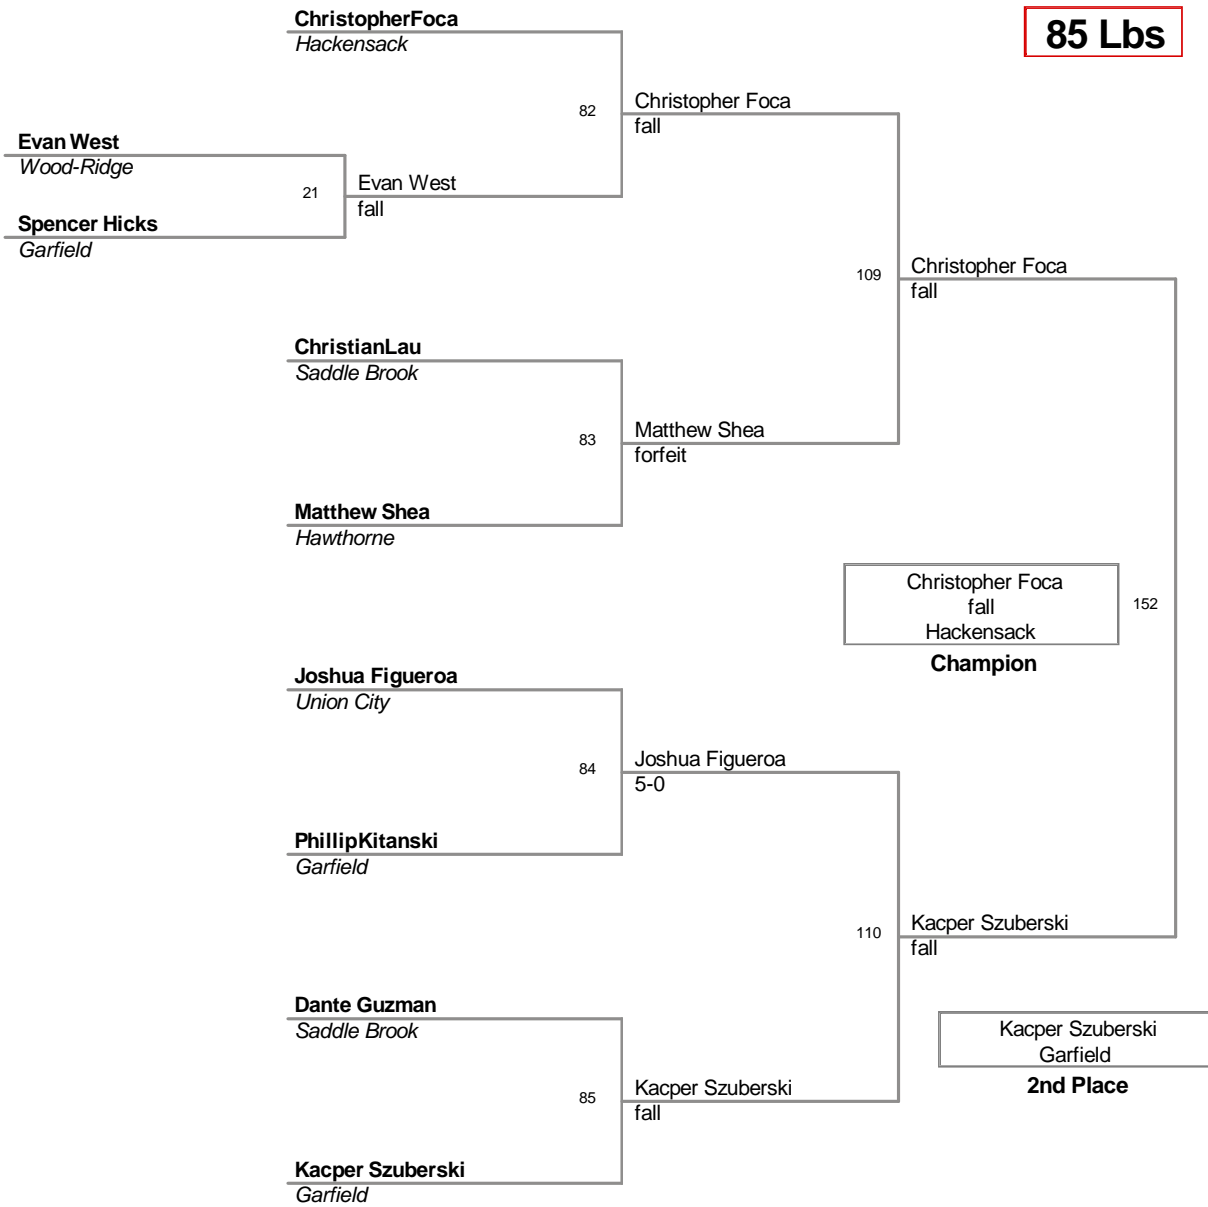 ChristopherFoca
Hackensack
85 Lbs
82
Christopher Foca
fall
Evan West
Wood-Ridge
21
Evan West
fall
Spencer Hicks
Garfield
109
Christopher Foca
fall
ChristianLau
Saddle Brook
83
Matthew Shea
forfeit
Matthew Shea
Hawthorne
Christopher Foca
fall
Hackensack
152
Champion
Joshua Figueroa
Union City
84
Joshua Figueroa
5-0
PhillipKitanski
Garfield
110
Kacper Szuberski
fall
Dante Guzman
Saddle Brook
Kacper Szuberski
Garfield
2nd Place
85
Kacper Szuberski
fall
Kacper Szuberski
Garfield